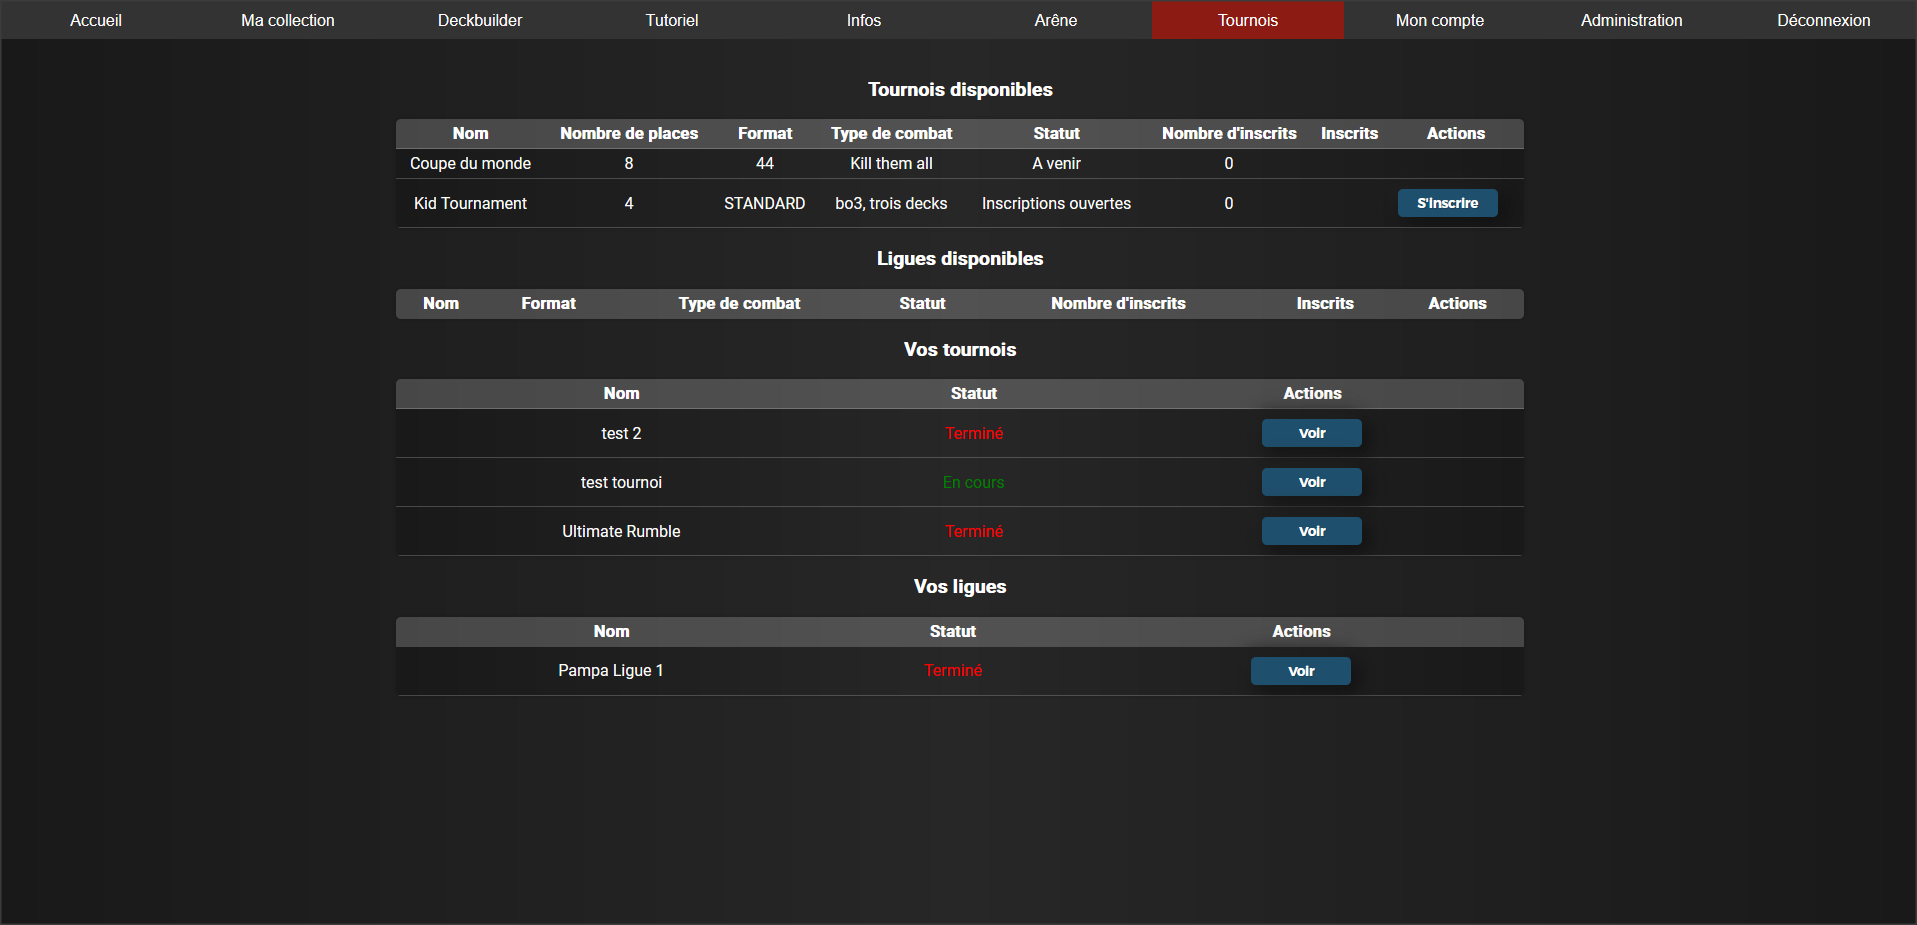 Accueil Ma collection Deckbuilder Tutoriel Infos Arêne Tournois Mon compte Administration Déconnexion
Tournois disponibles
Nom Nombre de places Format Type de combat Statut Nombre d'inscrits Inscrits Actions
Coupe du monde 8 44 Kill them all A venir 0
Kid Tournament 4 STANDARD bo3, trois decks Inscriptions ouvertes 0 S'inscrire
Ligues disponibles
Nom Format Type de combat Statut Nombre d'inscrits Inscrits Actions
Vos tournois
Nom Statut Actions
test 2 Terminé Voir
test tournoi En cours Voir
Ultimate Rumble Terminé Voir
Vos ligues
Nom Statut Actions
Pampa Ligue 1 Terminé Voir